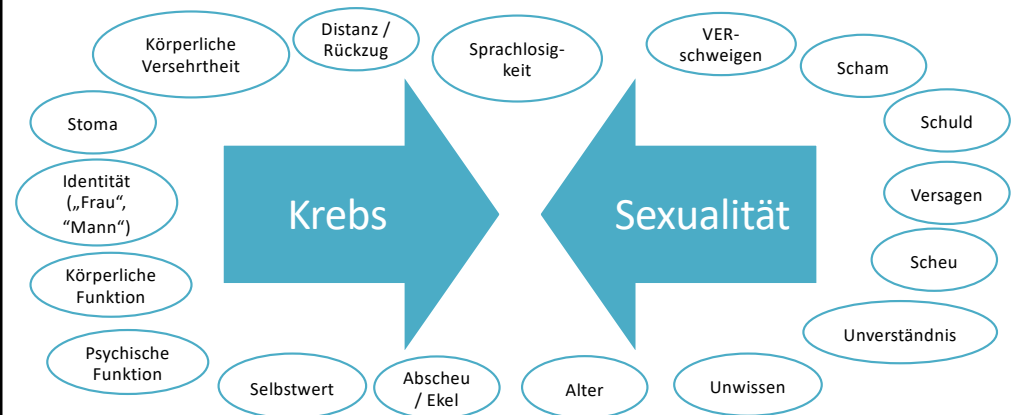 Körperliche
Versehrtheit
Distanz /
Rückzug
Sprachlosig-
keit
VER-
schweigen
Scham
Stoma
Schuld
Identität
(„Frau“,
“Mann“)
Krebs
Sexualität
Versagen
Körperliche
Funktion
Scheu
Psychische
Funktion
Unverständnis
Selbstwert
Abscheu
/ Ekel
Alter
Unwissen